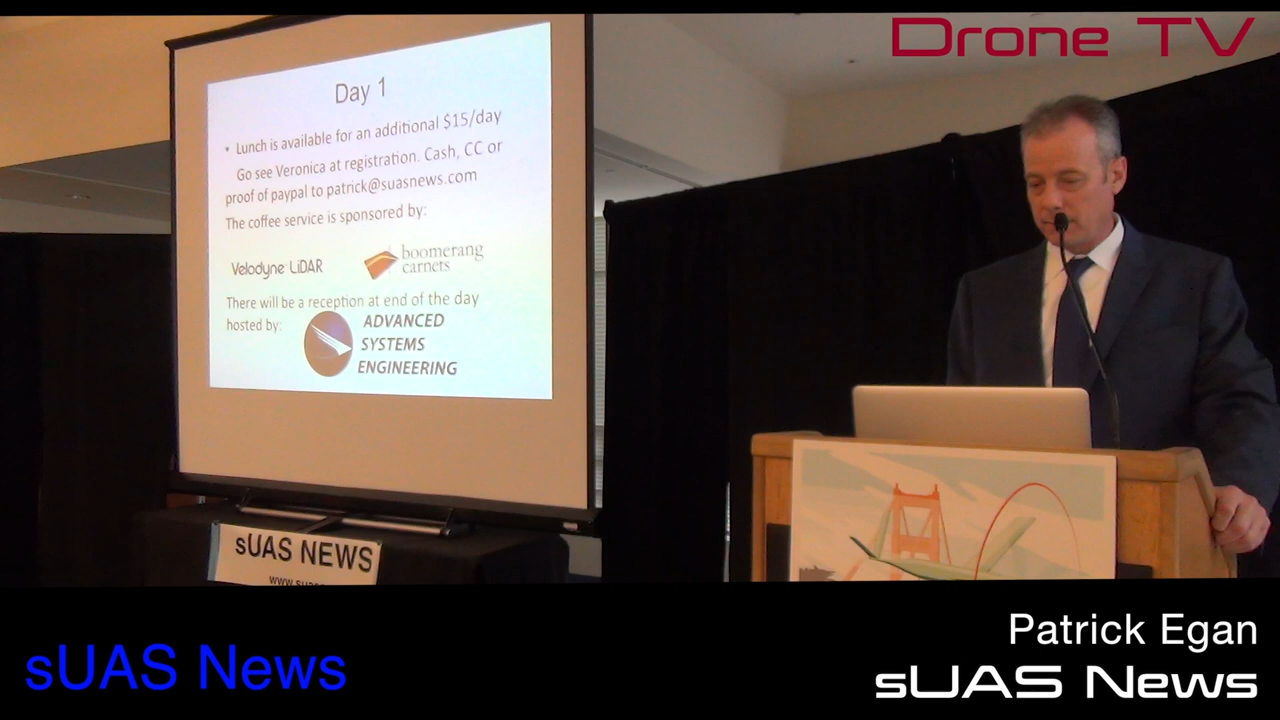 Drone TV
Day 1
• Lunch is available for an additional $15/day
Go see Veronica at registration. Cash, CC or
proof of paypal to patrick@suasnews.com
The coffee service is sponsored by:
Velodyne LiDAR
boomerang
carnets
There will be a reception at end of the day
hosted by:
ADVANCED
SYSTEMS
ENGINEERING
sUAS NEWS
Patrick Egan
sUAS News
sUAS News